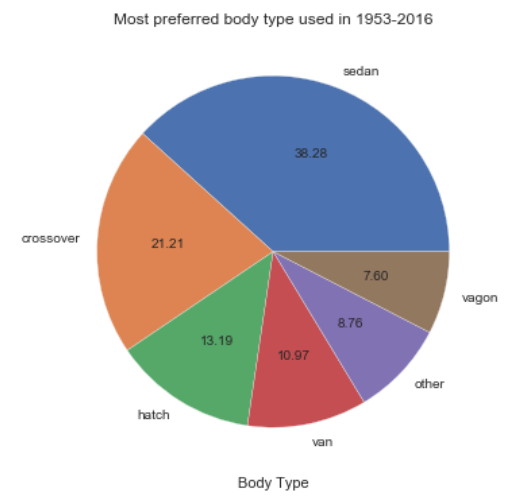 Most preferred body type used in 1953-2016
sedan
38.28
crossover
21.21
7.60
vagon
8.76
13.19
10.97
other
hatch
van
Body Type